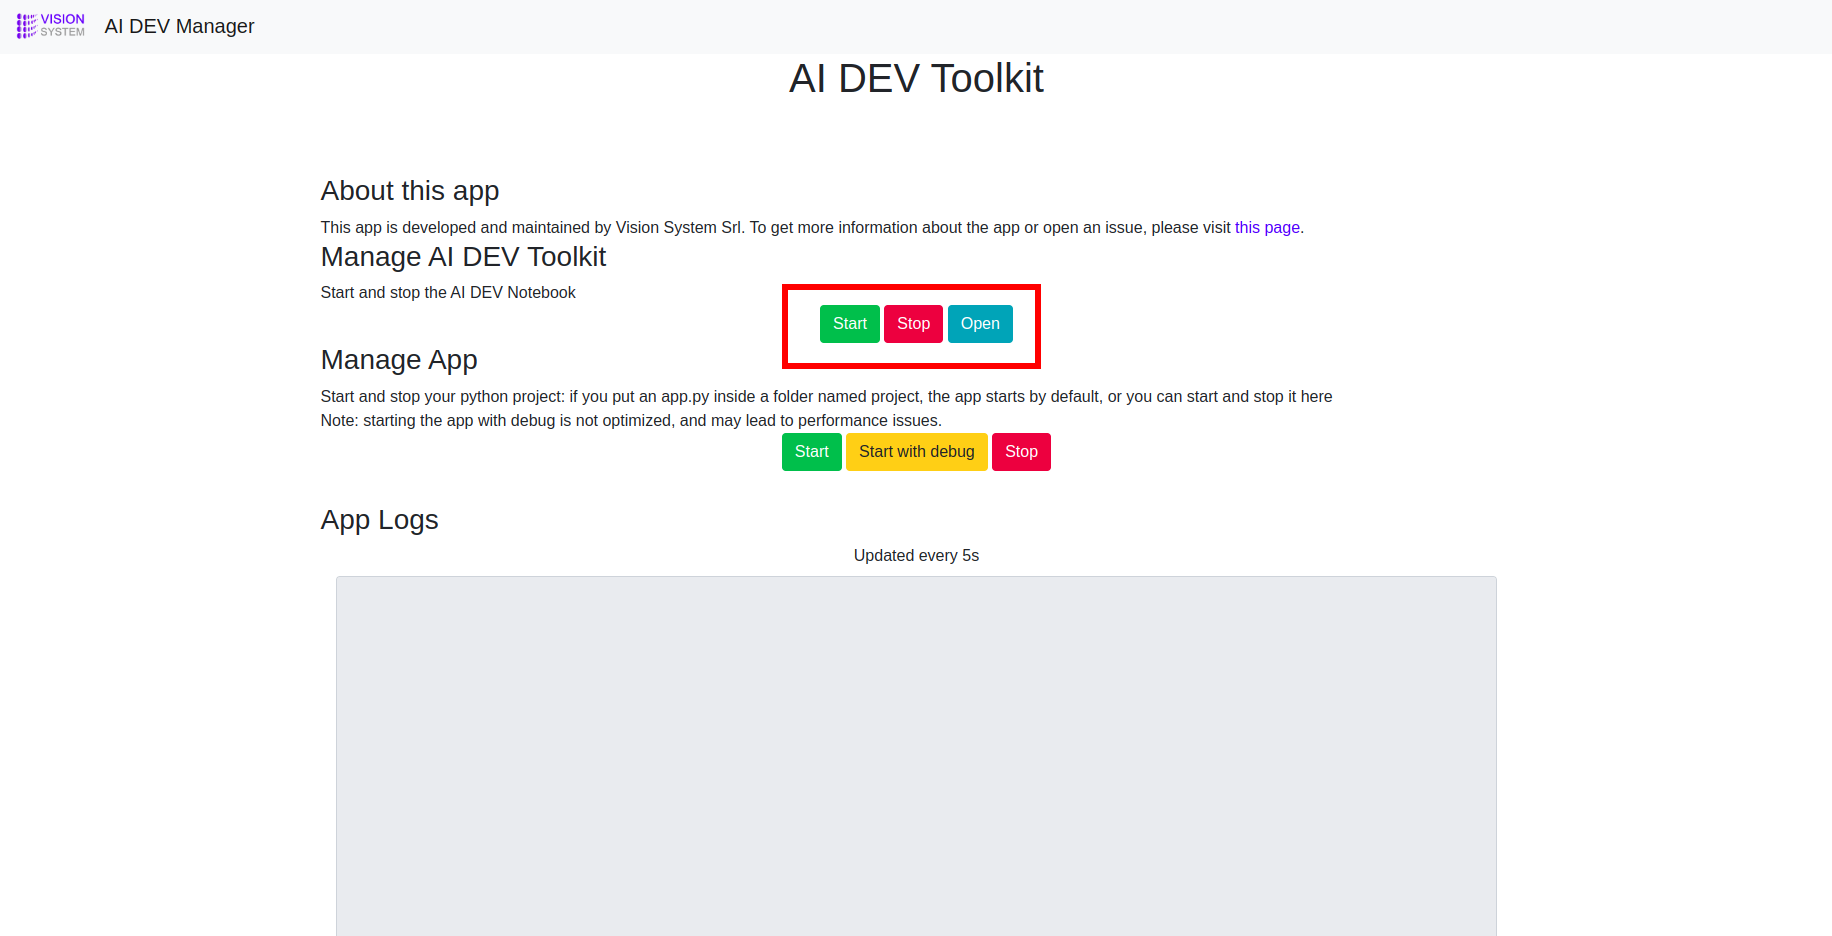 VISION
SYSTEM
AI DEV Manager
AI DEV Toolkit
About this app
This app is developed and maintained by Vision System Srl. To get more information about the app or open an issue, please visit this page.
Manage AI DEV Toolkit
Start and stop the AI DEV Notebook
Start Stop Open
Manage App
Start and stop your python project: if you put an app.py inside a folder named project, the app starts by default, or you can start and stop it here
Note: starting the app with debug is not optimized, and may lead to performance issues.
Start Start with debug Stop
App Logs
Updated every 5s